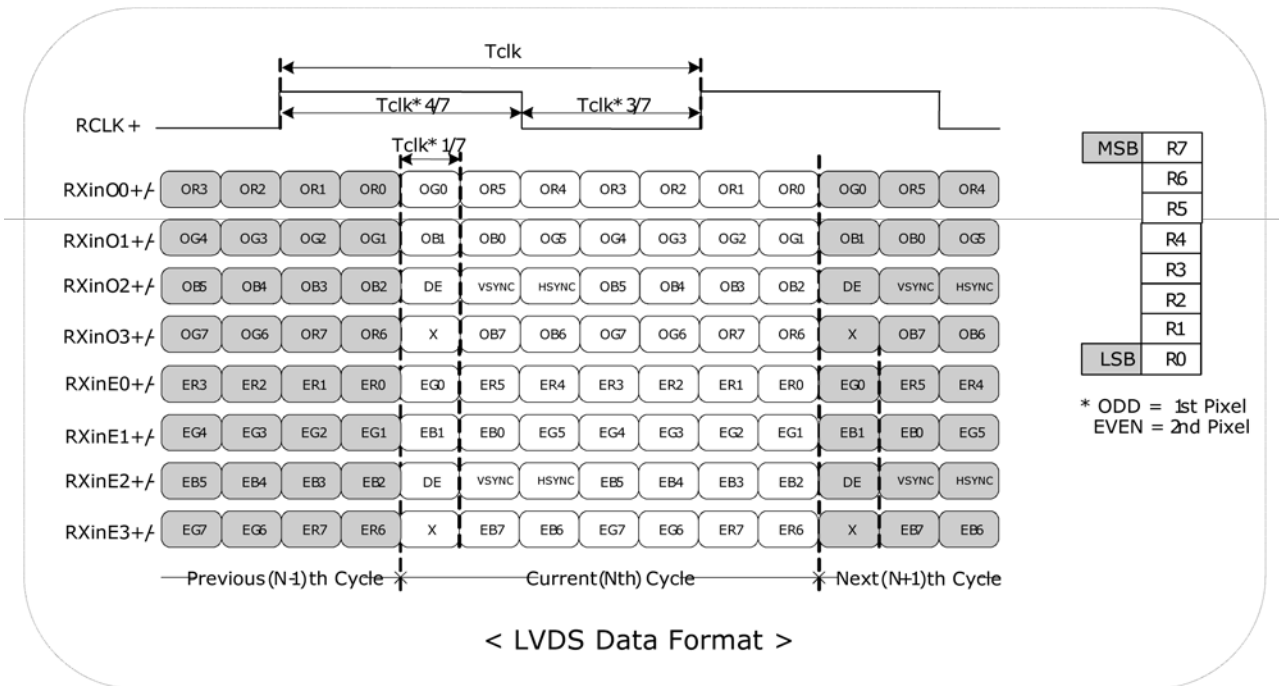 Tclk
Tclk* 4/7 Tclk* 3/7
RCLK +
Tclk* 1/7
RXinO0+/- OR3 OR2 OR1 OR0 OG0 OR5 OR4 OR3 OR2 OR1 OR0 OG0 OR5 OR4
RXinO1+/- OG4 OG3 OG2 OG1 OB1 OB0 OG5 OG4 OG3 OG2 OG1 OB1 OB0 OG5
RXinO2+/- OB5 OB4 OB3 OB2 DE VSYNC HSYNC OB5 OB4 OB3 OB2 DE VSYNC HSYNC
RXinO3+/- OG7 OG6 OR7 OR6 X OB7 OB6 OG7 OG6 OR7 OR6 X OB7 OB6
RXinE0+/- ER3 ER2 ER1 ER0 EG0 ER5 ER4 ER3 ER2 ER1 ER0 EG0 ER5 ER4
RXinE1+/- EG4 EG3 EG2 EG1 EB1 EB0 EG5 EG4 EG3 EG2 EG1 EB1 EB0 EG5
RXinE2+/- EB5 EB4 EB3 EB2 DE VSYNC HSYNC EB5 EB4 EB3 EB2 DE VSYNC HSYNC
RXinE3+/- EG7 EG6 ER7 ER6 X EB7 EB6 EG7 EG6 ER7 ER6 X EB7 EB6
Previous (N-1)th Cycle Current(Nth) Cycle Next (N+1)th Cycle
MSB R7
R6
R5
R4
R3
R2
R1
LSB R0
* ODD = 1st Pixel
EVEN = 2nd Pixel
< LVDS Data Format >